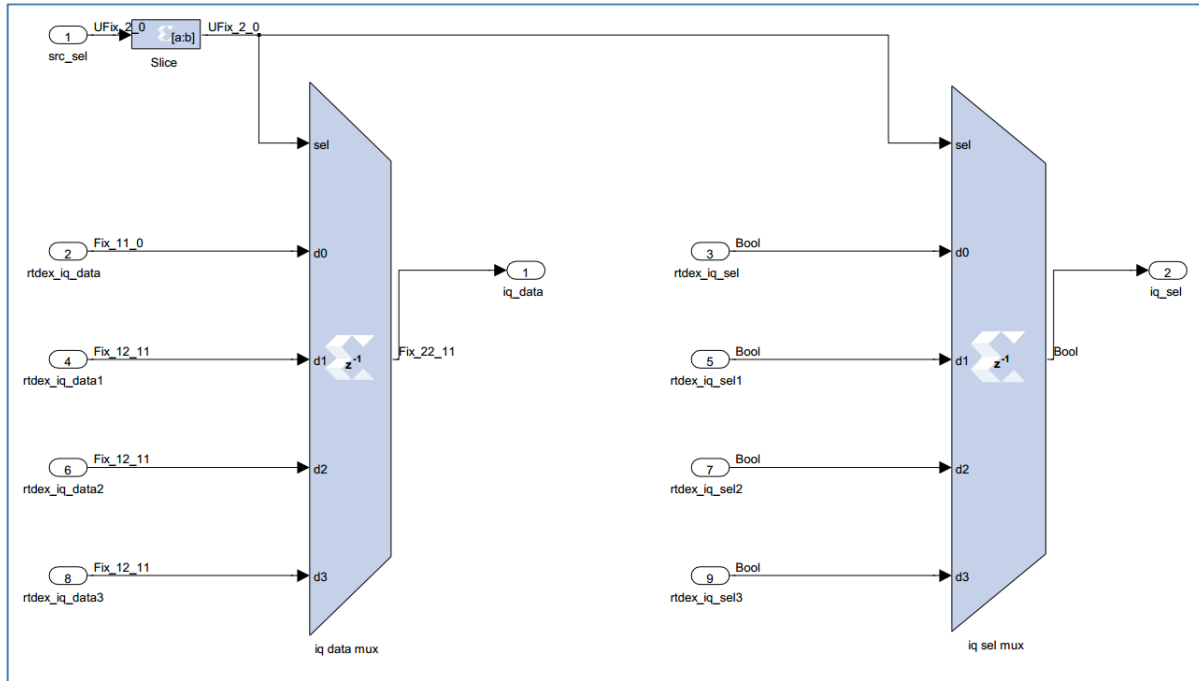 UFix_2_0
UFix_2_0
1
[a:b]
src_sel
Slice
sel
sel
Fix_11_0
Bool
2
d0
3
d0
rtdex_iq_data
rtdex_iq_sel
1
2
iq_data
iq_sel
Fix_12_11
Bool
4
d1
z-1
Fix_22_11
5
d1
z-1
Bool
rtdex_iq_data1
rtdex_iq_sel1
Fix_12_11
Bool
6
d2
7
d2
rtdex_iq_data2
rtdex_iq_sel2
Fix_12_11
Bool
8
d3
9
d3
rtdex_iq_data3
rtdex_iq_sel3
iq data mux
iq sel mux